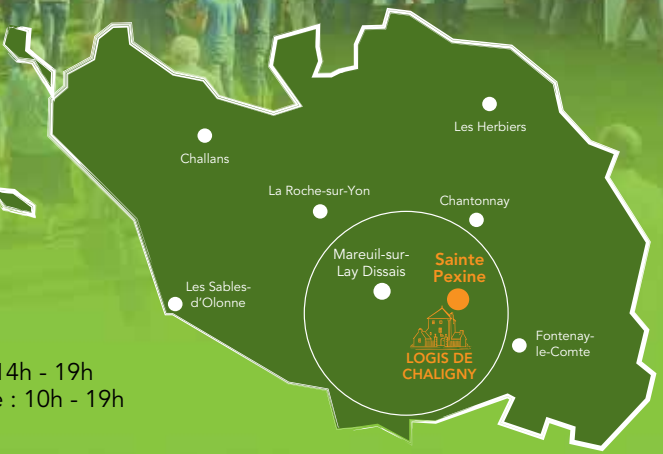 Les Herbiers
Challans
La Roche-sur-Yon
Chantonnay
Mareuil-sur-
Lay Dissais
Sainte
Pexine
Les Sables-
d'Olonne
Fontenay-
le-Comte
LOGIS DE
CHALIGNY
14h - 19h
: 10h - 19h